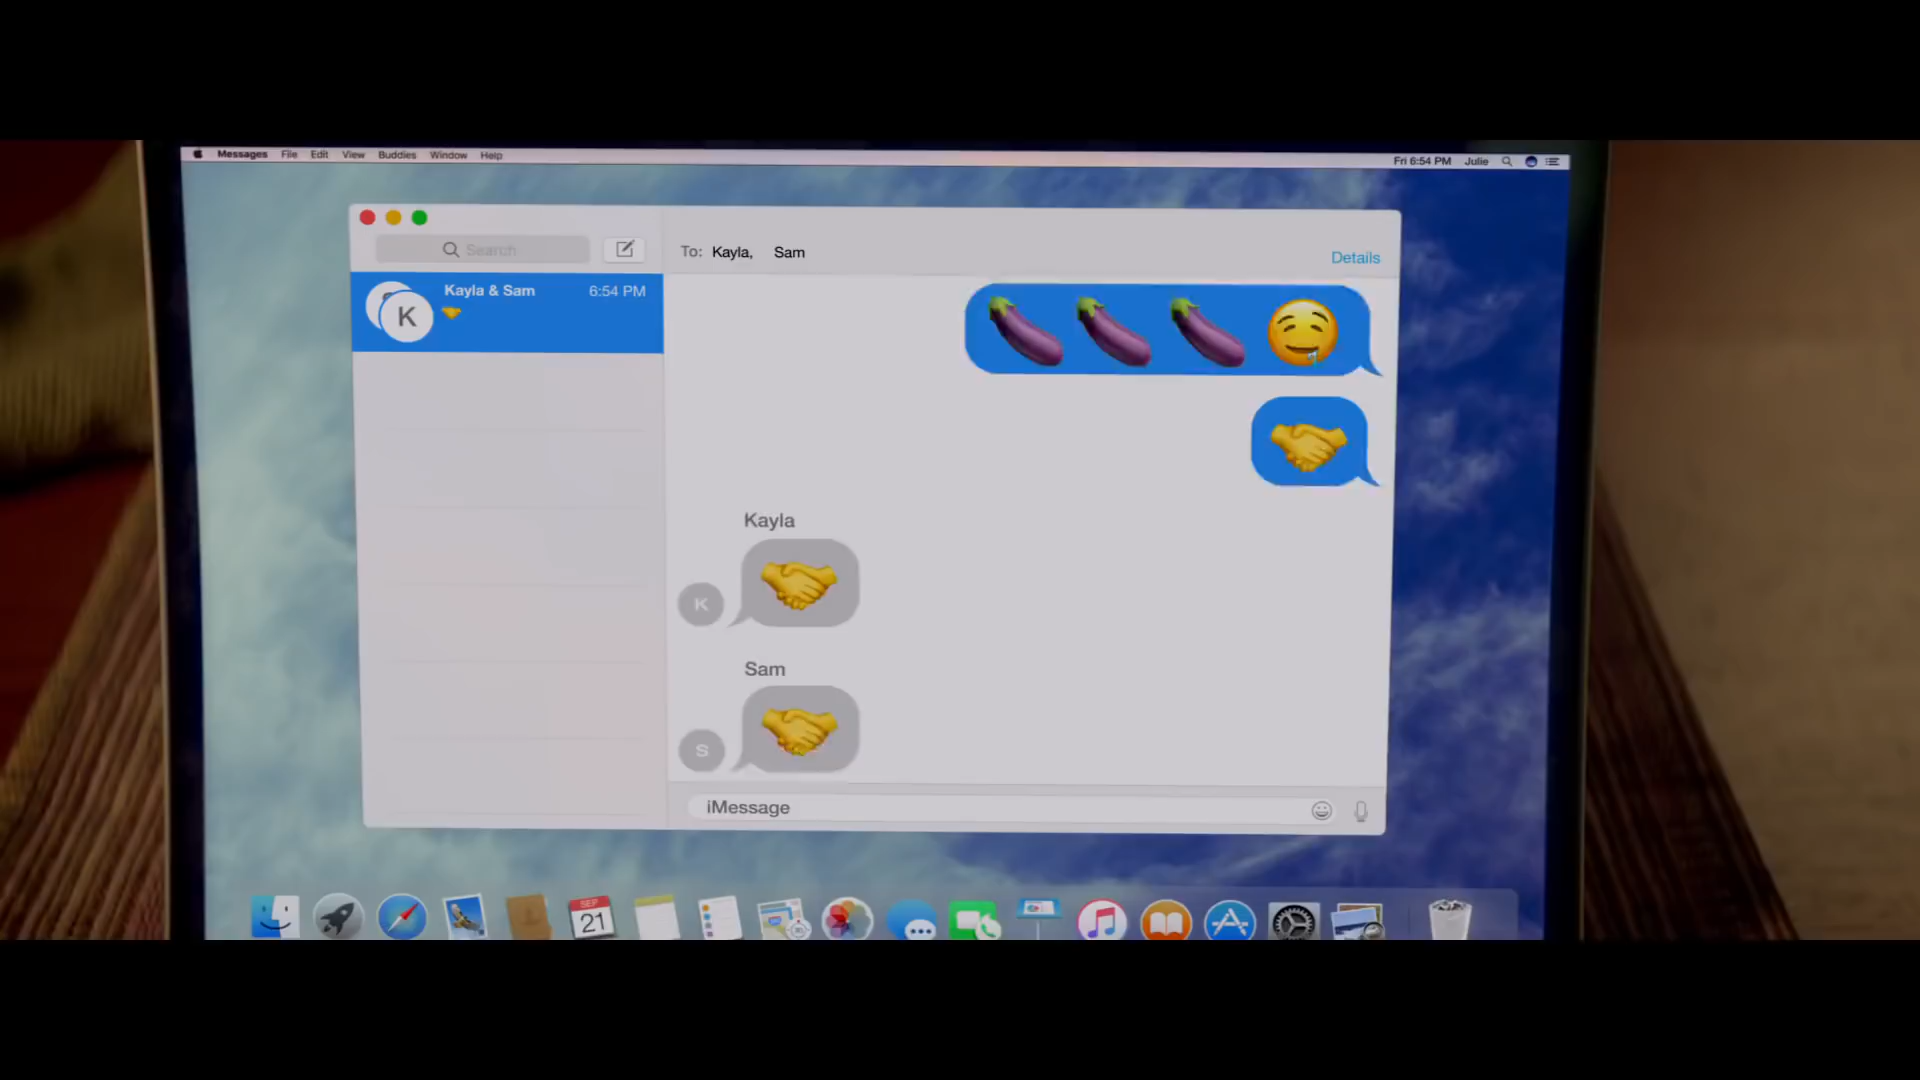 Messages File Edit View Buddies Window Help
Fri 6:54 PM Julie
Search
To: Kayla, Sam
Details
Kayla & Sam 6:54 PM
K
Kayla
K
Sam
S
iMessage
SEP
21